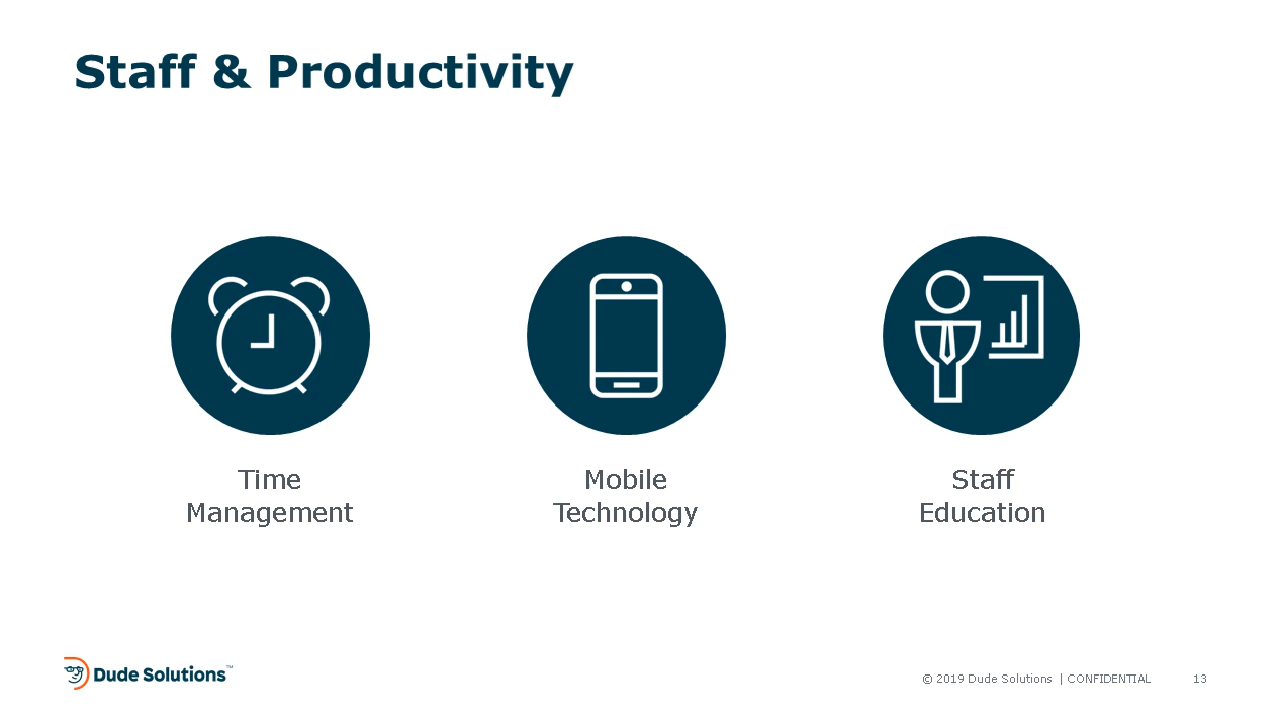 Staff & Productivity
Time
Management
Mobile
Technology
Staff
Education
Dude Solutions™
© 2019 Dude Solutions | CONFIDENTIAL 13